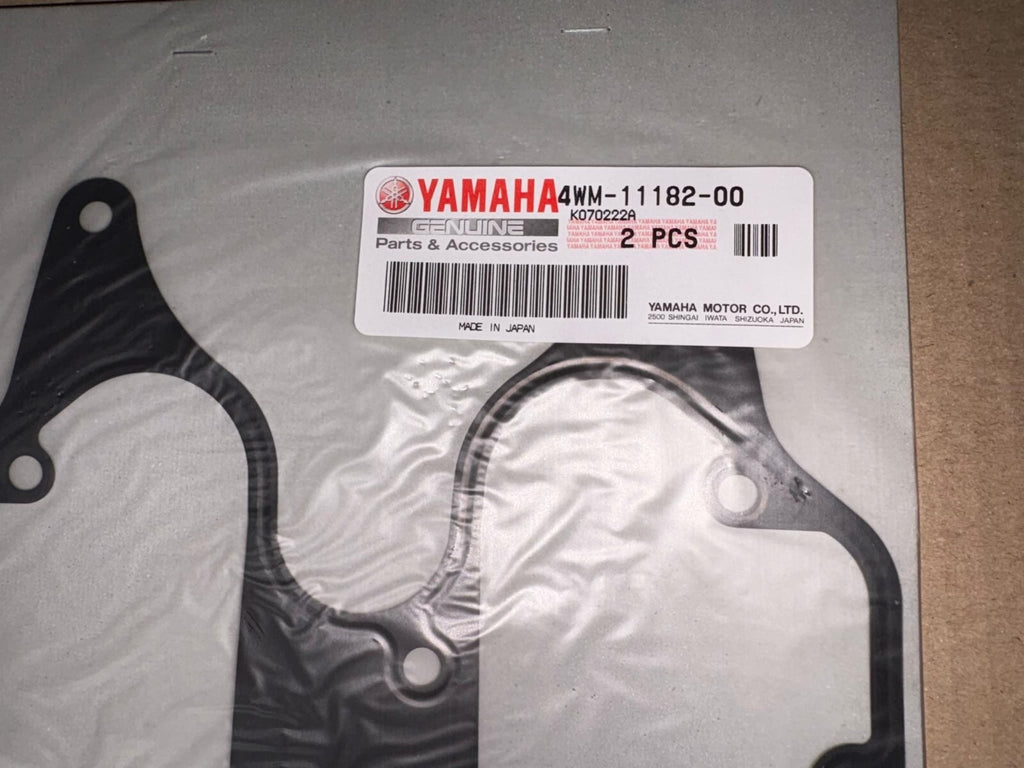 YAMAHA 4WM-11182-00
K070222A
GENUINE
Parts & Accessories
2 PCS
YAMAHA MOTOR CO.,LTD.
2500 SHINGAI IWATA SHIZUOKA JAPAN
MADE IN JAPAN